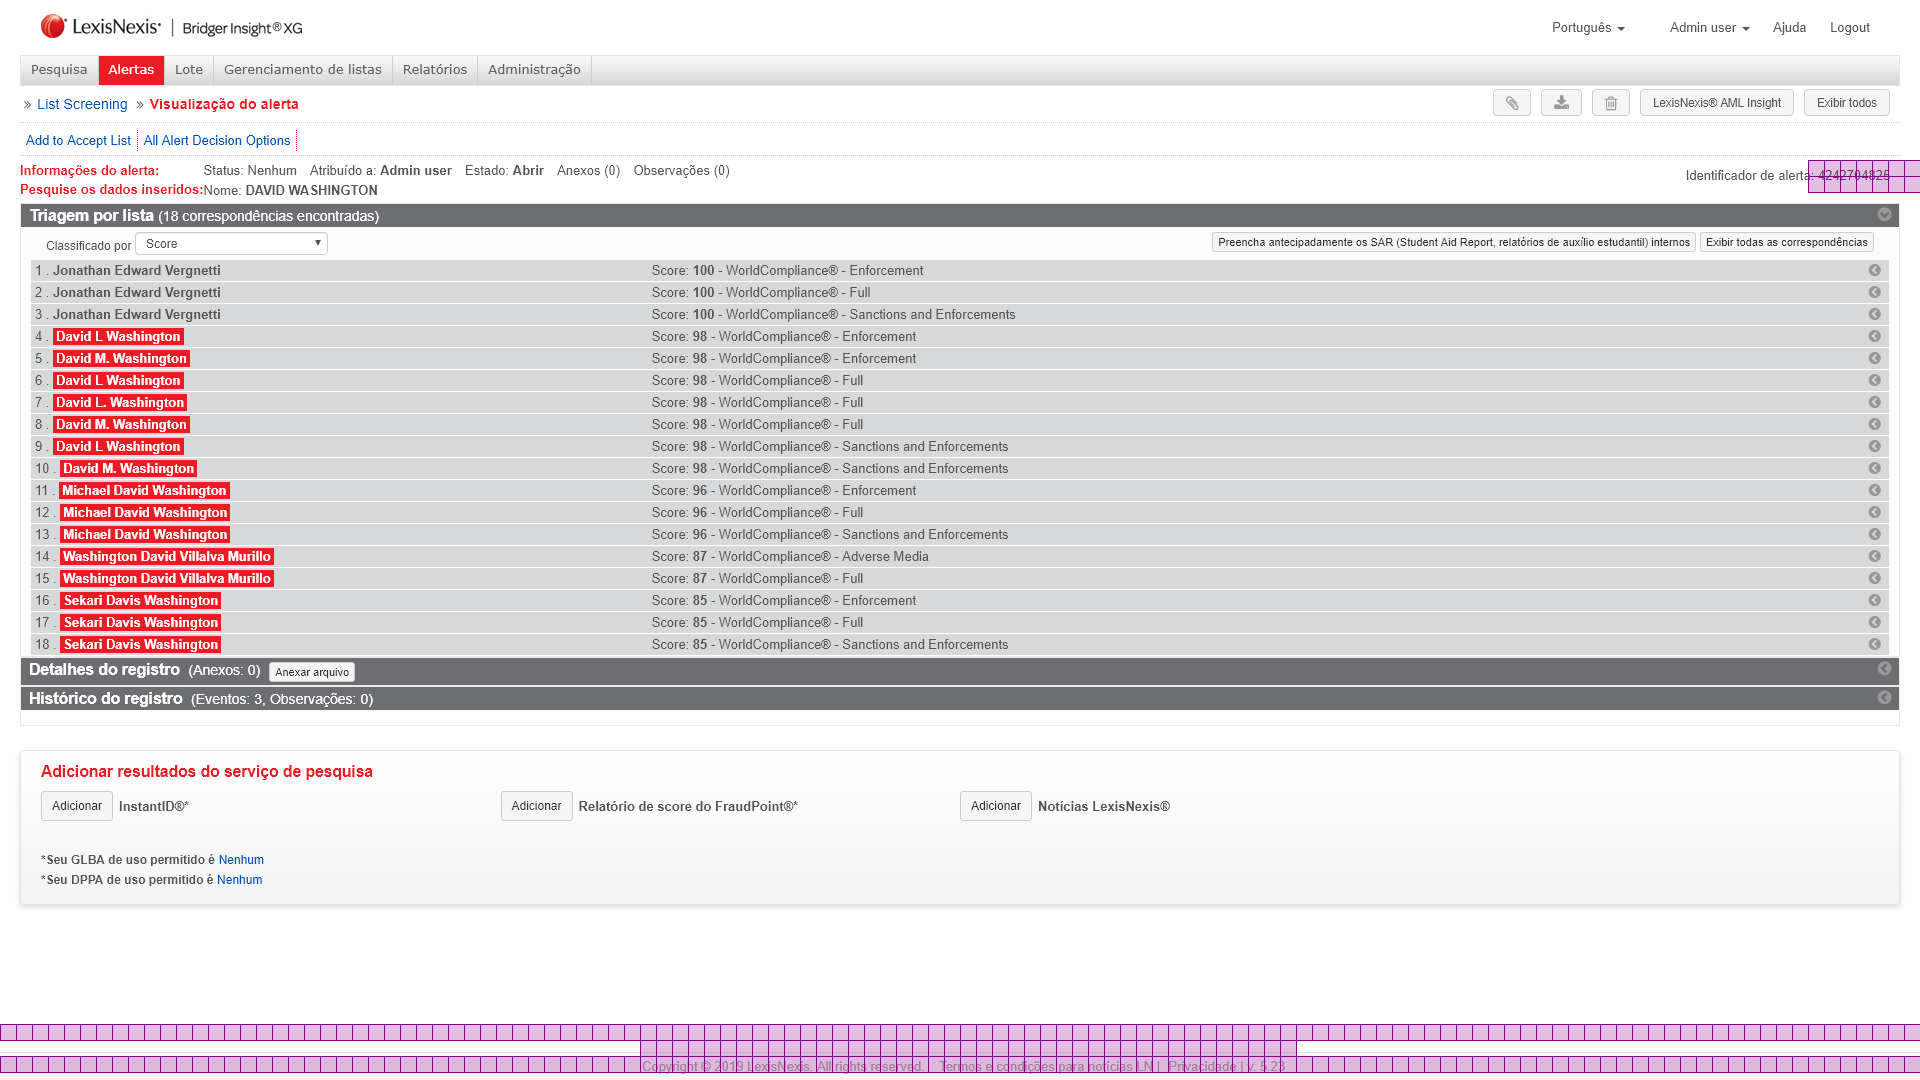 LexisNexis® | Bridger Insight® XG
Português Admin user Ajuda Logout
Pesquisa Alertas Lote Gerenciamento de listas Relatórios Administração
» List Screening » Visualização do alerta
LexisNexis® AML Insight Exibir todos
Add to Accept List All Alert Decision Options
Informações do alerta: Status: Nenhum Atribuído a: Admin user Estado: Abrir Anexos (0) Observações (0)
Identificador de alerta: 4242704825
Pesquise os dados inseridos: Nome: DAVID WASHINGTON
Triagem por lista (18 correspondências encontradas)
Classificado por Score
Preencha antecipadamente os SAR (Student Aid Report, relatórios de auxílio estudantil) internos Exibir todas as correspondências
1 . Jonathan Edward Vergnetti Score: 100 - WorldCompliance® - Enforcement
2 . Jonathan Edward Vergnetti Score: 100 - WorldCompliance® - Full
3 . Jonathan Edward Vergnetti Score: 100 - WorldCompliance® - Sanctions and Enforcements
4 . David L Washington Score: 98 - WorldCompliance® - Enforcement
5 . David M. Washington Score: 98 - WorldCompliance® - Enforcement
6 . David L Washington Score: 98 - WorldCompliance® - Full
7 . David L. Washington Score: 98 - WorldCompliance® - Full
8 . David M. Washington Score: 98 - WorldCompliance® - Full
9 . David L Washington Score: 98 - WorldCompliance® - Sanctions and Enforcements
10 . David M. Washington Score: 98 - WorldCompliance® - Sanctions and Enforcements
11 . Michael David Washington Score: 96 - WorldCompliance® - Enforcement
12 . Michael David Washington Score: 96 - WorldCompliance® - Full
13 . Michael David Washington Score: 96 - WorldCompliance® - Sanctions and Enforcements
14 . Washington David Villalva Murillo Score: 87 - WorldCompliance® - Adverse Media
15 . Washington David Villalva Murillo Score: 87 - WorldCompliance® - Full
16 . Sekari Davis Washington Score: 85 - WorldCompliance® - Enforcement
17 . Sekari Davis Washington Score: 85 - WorldCompliance® - Full
18 . Sekari Davis Washington Score: 85 - WorldCompliance® - Sanctions and Enforcements
Detalhes do registro (Anexos: 0) Anexar arquivo
Histórico do registro (Eventos: 3, Observações: 0)
Adicionar resultados do serviço de pesquisa
Adicionar InstantID®* Adicionar Relatório de score do FraudPoint®* Adicionar Notícias LexisNexis®
*Seu GLBA de uso permitido é Nenhum
*Seu DPPA de uso permitido é Nenhum
Copyright © 2019 LexisNexis. All rights reserved. Termos e condições para notícias LN | Privacidade | v. 5.23